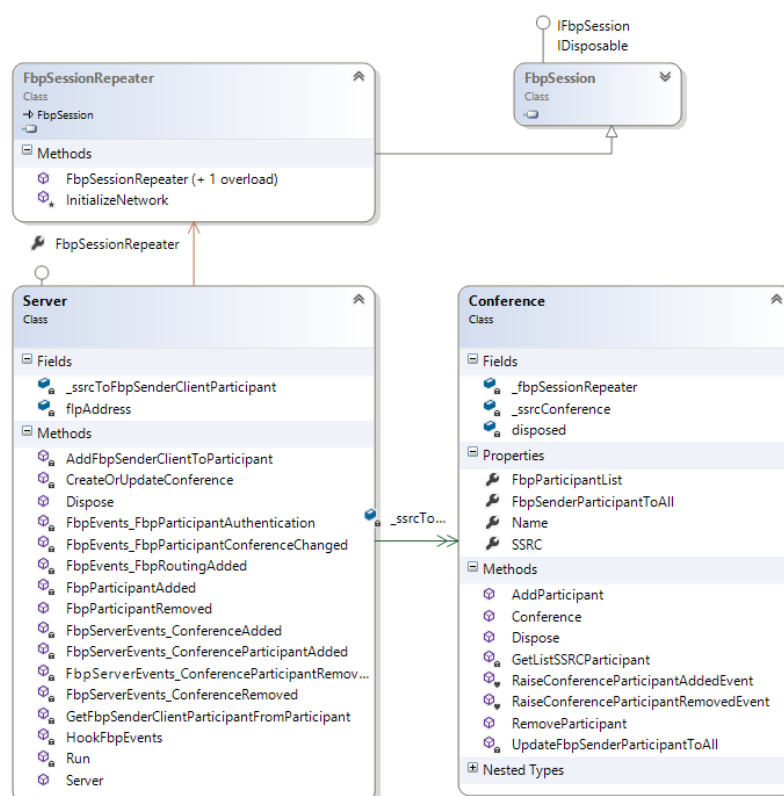 IFbpSession
IDisposable
FbpSessionRepeater
Class
FbpSession
FbpSession
Class
Methods
FbpSessionRepeater (+ 1 overload)
InitializeNetwork
FbpSessionRepeater
Server
Class
Fields
_ssrcToFbpSenderClientParticipant
flpAddress
Methods
AddFbpSenderClientToParticipant
CreateOrUpdateConference
Dispose
FbpEvents_FbpParticipantAuthentication
FbpEvents_FbpParticipantConferenceChanged
FbpEvents_FbpRoutingAdded
FbpParticipantAdded
FbpParticipantRemoved
FbpServerEvents_ConferenceAdded
FbpServerEvents_ConferenceParticipantAdded
FbpServerEvents_ConferenceParticipantRemov...
FbpServerEvents_ConferenceRemoved
GetFbpSenderClientParticipantFromParticipant
HookFbpEvents
Run
Server
_ssrcTo...
Conference
Class
Fields
_fbpSessionRepeater
_ssrcConference
disposed
Properties
FbpParticipantList
FbpSenderParticipantToAll
Name
SSRC
Methods
AddParticipant
Conference
Dispose
GetListSSRCParticipant
RaiseConferenceParticipantAddedEvent
RaiseConferenceParticipantRemovedEvent
RemoveParticipant
UpdateFbpSenderParticipantToAll
Nested Types